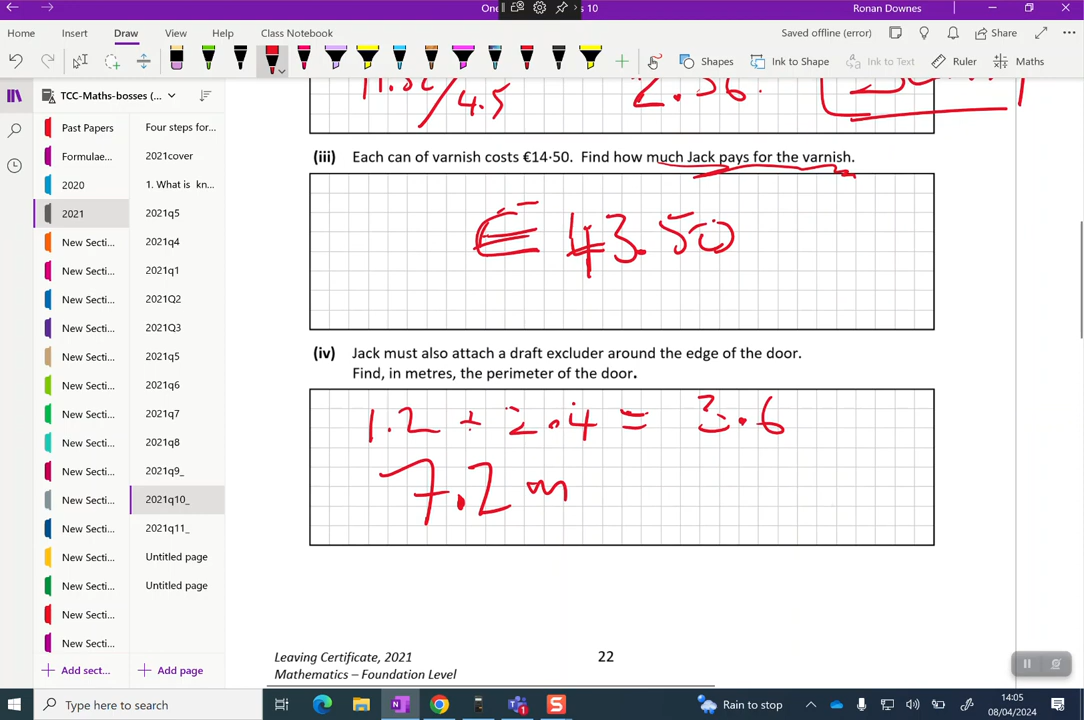 One
s 10
Ronan Downes
Home Insert Draw View Help Class Notebook
Saved offline (error) Share
Shapes Ink to Shape Ink to Text Ruler Maths
TCC-Maths-bosses (...
Past Papers
Formulae...
2020
2021
New Secti...
New Secti...
New Secti...
New Secti...
New Secti...
New Secti...
New Secti...
New Secti...
New Secti...
New Secti...
2021
2021
New Secti...
New Secti...
New Secti...
New Secti...
Add sect...
Four steps for...
2021cover
1. What is kn...
2021q5
2021q4
2021q1
2021Q2
2021Q3
2021q5
2021q6
2021q7
2021q8
2021q9_
2021q10_
2021q11_
Untitled page
Untitled page
Add page
4.5
2.56.
(iii) Each can of varnish costs €14·50. Find how much Jack pays for the varnish.
€ 43.50
(iv) Jack must also attach a draft excluder around the edge of the door.
Find, in metres, the perimeter of the door.
1.2 + 2.4 = 3.6
7.2 m
Leaving Certificate, 2021
22
Mathematics – Foundation Level
Type here to search
Rain to stop
14:05
08/04/2024